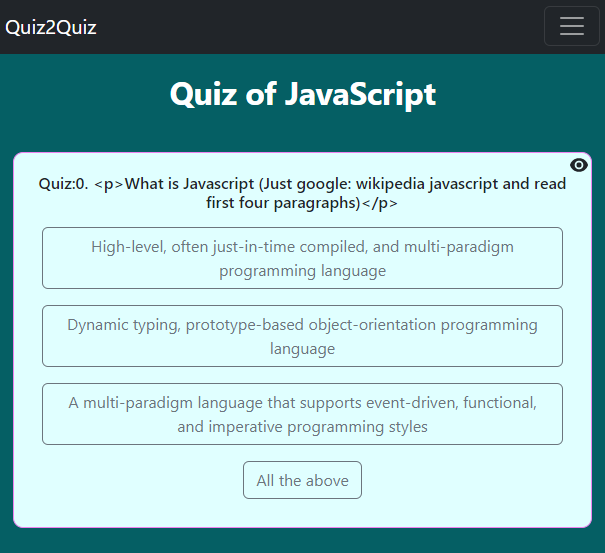 Quiz2Quiz
Quiz of JavaScript
Quiz:0. <p>What is Javascript (Just google: wikipedia javascript and read
first four paragraphs)</p>
High-level, often just-in-time compiled, and multi-paradigm
programming language
Dynamic typing, prototype-based object-orientation programming
language
A multi-paradigm language that supports event-driven, functional,
and imperative programming styles
All the above